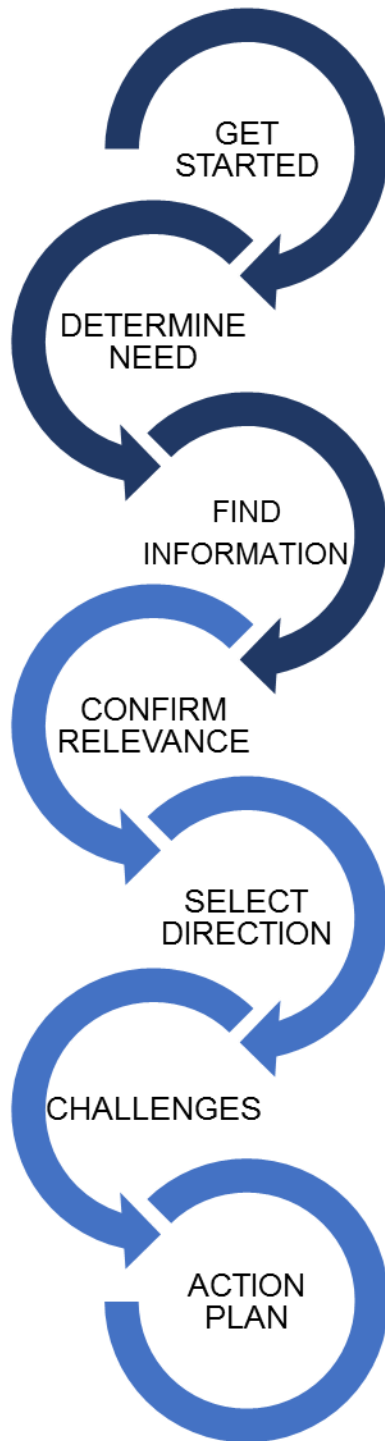 GET
STARTED
DETERMINE
NEED
FIND
INFORMATION
CONFIRM
RELEVANCE
SELECT
DIRECTION
CHALLENGES
ACTION
PLAN